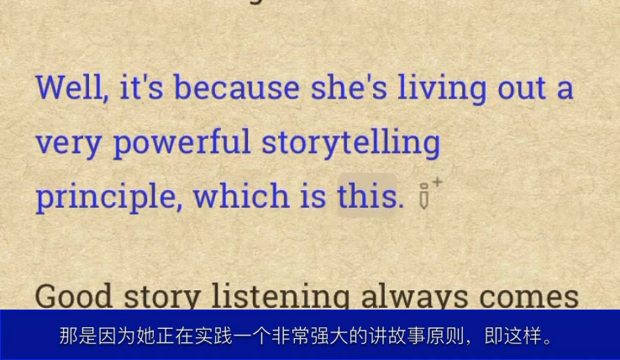 Well, it's because she's living out a
very powerful storytelling
principle, which is this.
Good story listening always comes
那是因为她正在实践一个非常强大的讲故事原则，即这样。